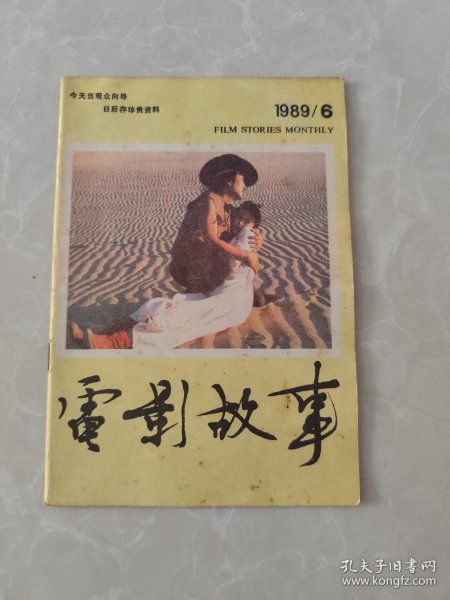 今天当观众向导
日后存珍贵资料
1989/6
FILM STORIES MONTHLY
電影故事
孔夫子旧书网
www.kongfz.com